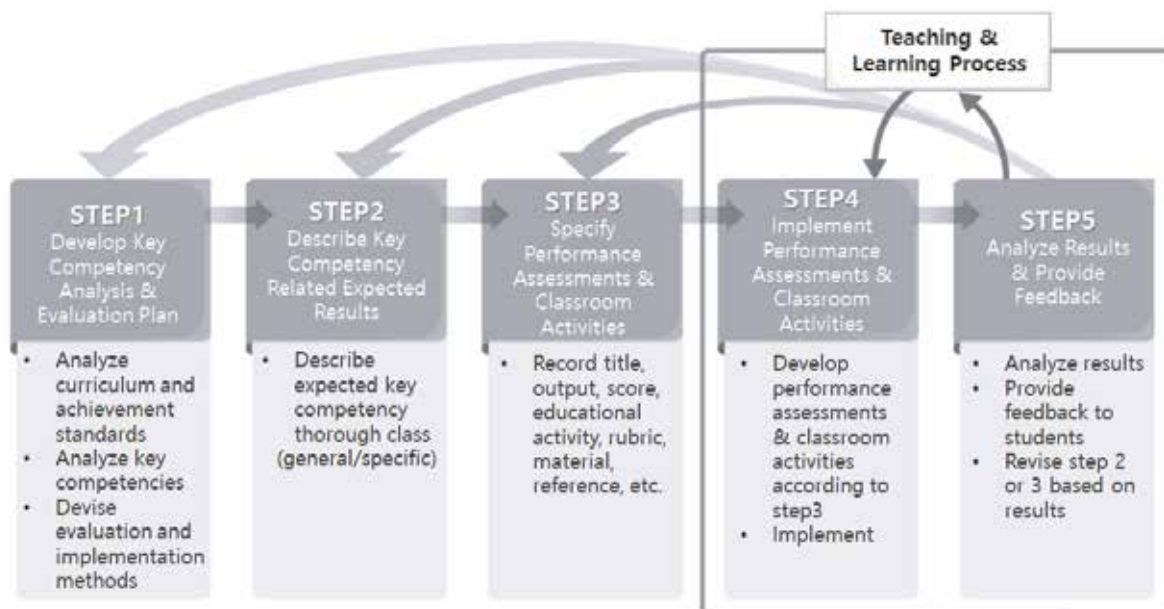 Teaching &
Learning Process
STEP1
Develop Key
Competency
Analysis &
Evaluation Plan
• Analyze
curriculum and
achievement
standards
• Analyze key
competencies
• Devise
evaluation and
implementation
methods
STEP2
Describe Key
Competency
Related Expected
Results
• Describe
expected key
competency
thorough class
(general/specific)
STEP3
Specify
Performance
Assessments &
Classroom
Activities
• Record title,
output, score,
educational
activity, rubric,
material,
reference, etc.
STEP4
Implement
Performance
Assessments &
Classroom
Activities
• Develop
performance
assessments
& classroom
activities
according to
step3
• Implement
STEP5
Analyze Results
& Provide
Feedback
• Analyze results
• Provide
feedback to
students
• Revise step 2
or 3 based on
results